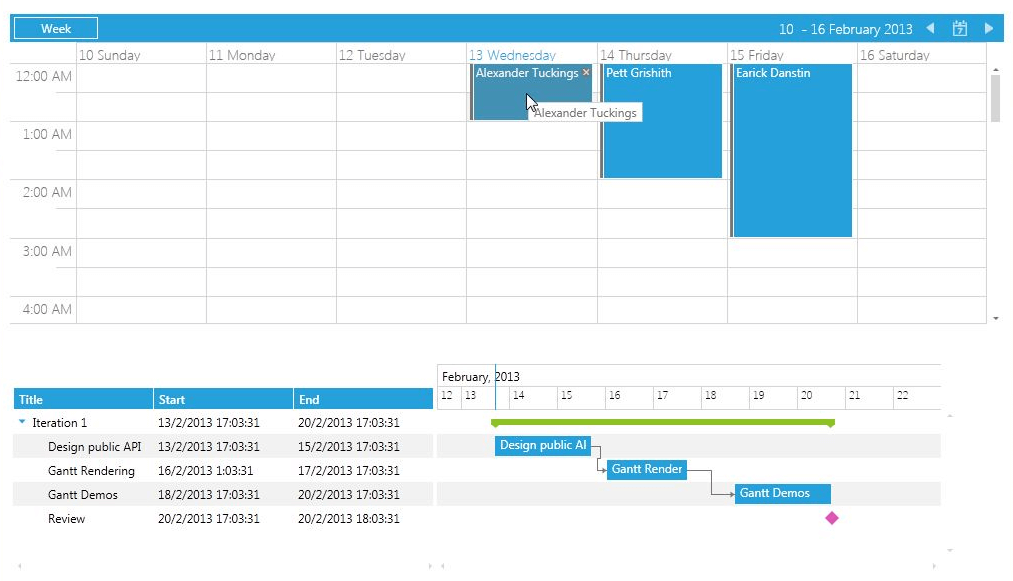 Week
10 - 16 February 2013
7
10 Sunday 11 Monday 12 Tuesday 13 Wednesday 14 Thursday 15 Friday 16 Saturday
12:00 AM
Alexander Tuckings × Pett Grishith Earick Danstin
Alexander Tuckings
1:00 AM
2:00 AM
3:00 AM
4:00 AM
February, 2013
Title Start End
12 13 14 15 16 17 18 19 20 21 22
Iteration 1 13/2/2013 17:03:31 20/2/2013 17:03:31
Design public API 13/2/2013 17:03:31 15/2/2013 17:03:31 Design public AI
Gantt Rendering 16/2/2013 1:03:31 17/2/2013 17:03:31 Gantt Render
Gantt Demos 18/2/2013 17:03:31 20/2/2013 17:03:31 Gantt Demos
Review 20/2/2013 17:03:31 20/2/2013 18:03:31